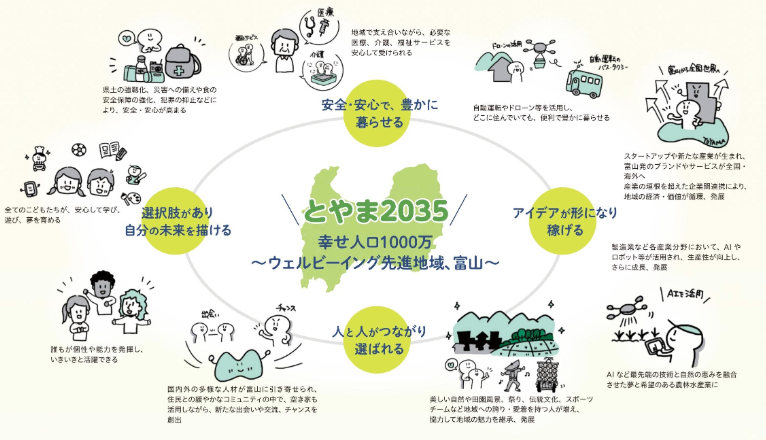 医療
福祉サービス
介護
地域で支え合いながら、必要な
医療、介護、福祉サービスを
安心して受けられる
県土の強靱化、災害への備えや食の
安全保障の強化、犯罪の抑止などに
より、安全・安心が高まる
安全・安心で、豊かに
暮らせる
ドローンの活用
自動運転の
バス・タクシー
自動運転やドローン等を活用し、
どこに住んでいても、便利で豊かに暮らせる
富山から全国・世界へ
TOYAMA
スタートアップや新たな産業が生まれ、
富山発のブランドやサービスが全国・
海外へ
産業の垣根を超えた企業間連携により、
地域の経済・価値が循環、発展
全てのこどもたちが、安心して学び、
遊び、夢を育める
選択肢があり
自分の未来を描ける
とやま2035
幸せ人口1000万
～ウェルビーイング先進地域、富山～
アイデアが形になり
稼げる
製造業など各産業分野において、AIや
ロボット等が活用され、生産性が向上し、
さらに成長、発展
誰もが個性や能力を発揮し、
いきいきと活躍できる
出会い
チャンス
国内外の多様な人材が富山に引き寄せられ、
住民との緩やかなコミュニティの中で、空き家も
活用しながら、新たな出会いや交流、チャンスを
創出
人と人がつながり
選ばれる
美しい自然や田園風景、祭り、伝統文化、スポーツ
チームなど地域への誇り・愛着を持つ人が増え、
協力して地域の魅力を継承、発展
AIを活用
AIなど最先端の技術と自然の恵みを融合
させた夢と希望のある農林水産業に